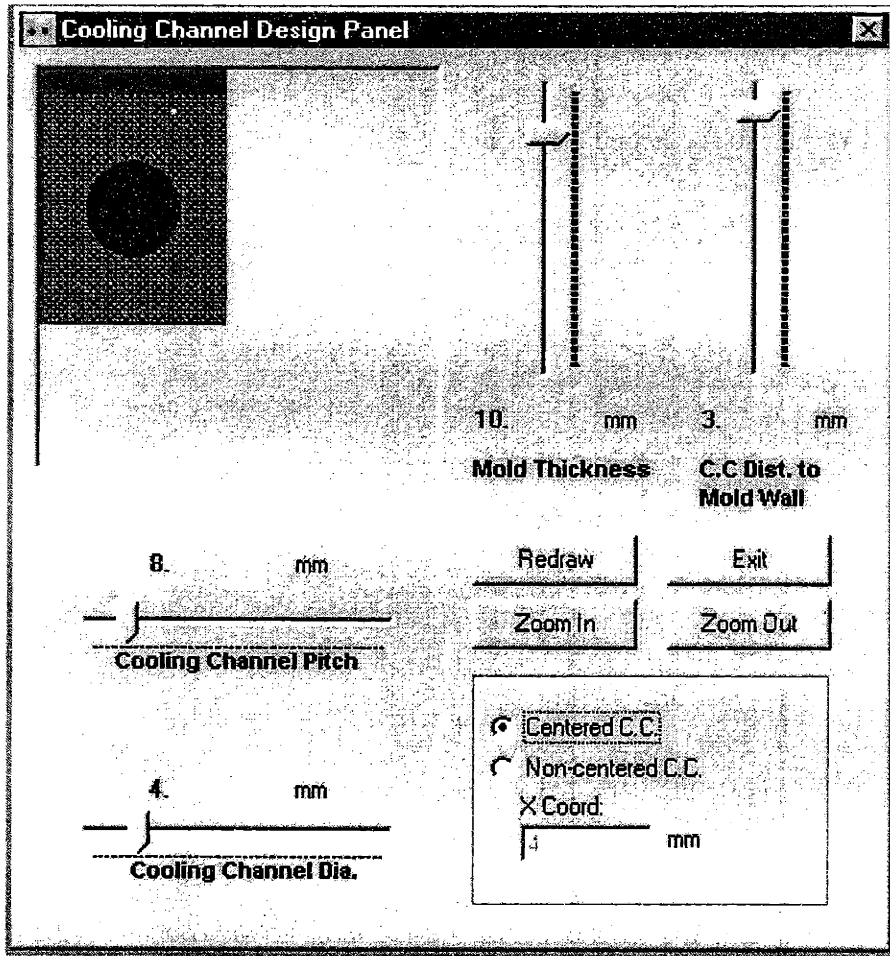 Cooling Channel Design Panel
10. mm
3. mm
Mold Thickness
C.C Dist. to
Mold Wall
8. mm
Cooling Channel Pitch
Redraw
Exit
Zoom In
Zoom Out
Centered C.C.
Non-centered C.C.
X Coord.
4 mm
4. mm
Cooling Channel Dia.